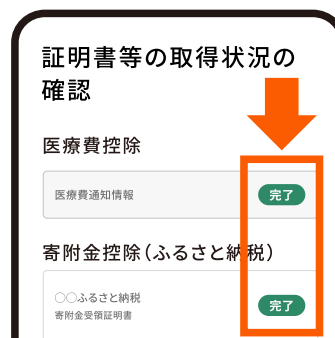 証明書等の取得状況の
確認
医療費控除
医療費通知情報 完了
寄附金控除(ふるさと納税)
○○ふるさと納税
寄附金受領証明書
完了